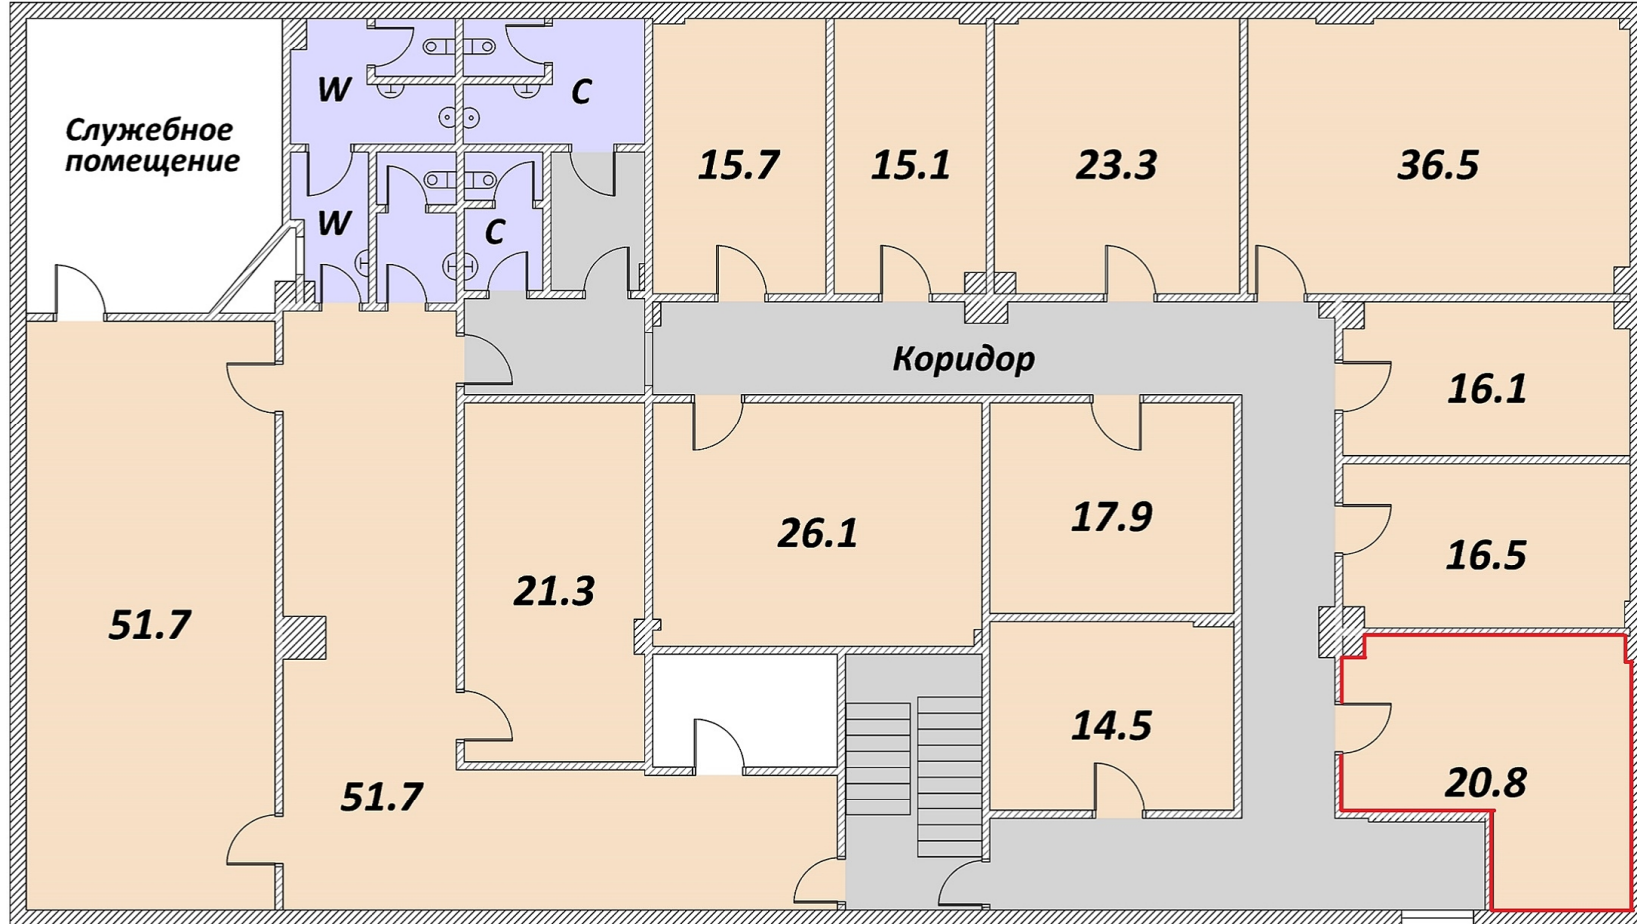 W
C
Служебное
помещение
15.7
15.1
23.3
36.5
W
C
Коридор
16.1
17.9
26.1
16.5
21.3
51.7
14.5
20.8
51.7